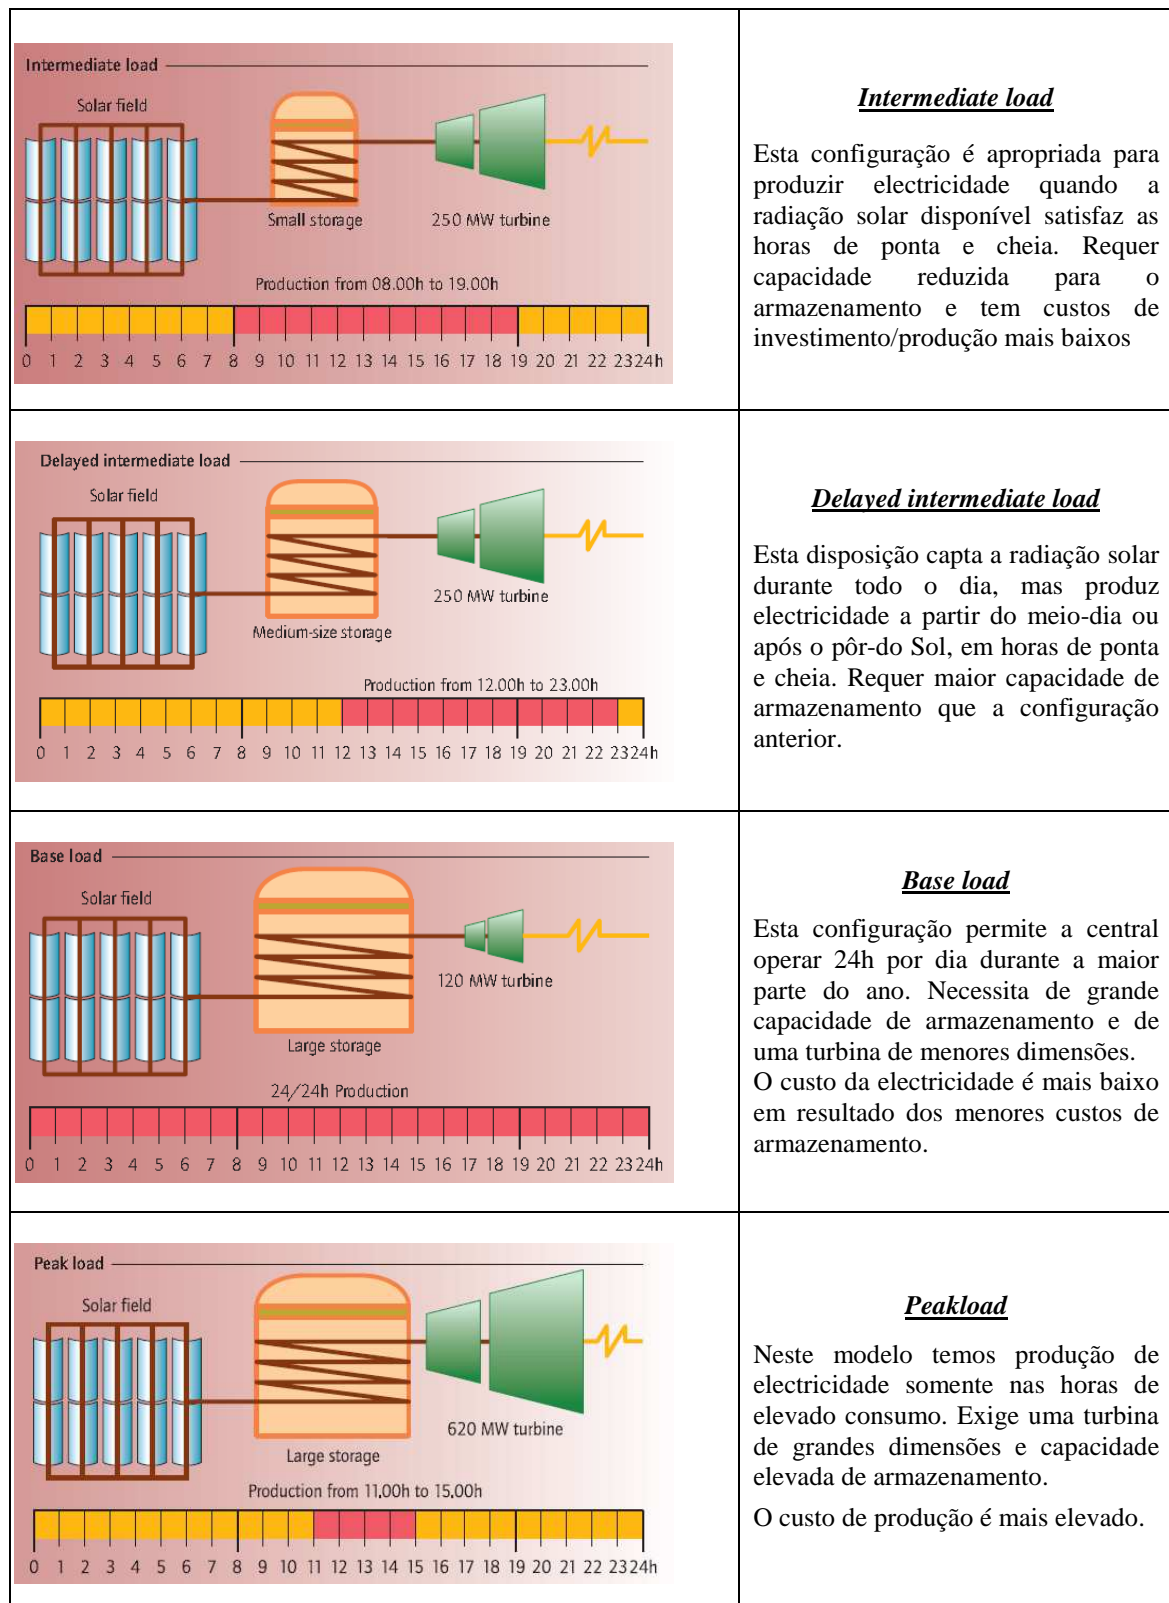 Intermediate load
Solar field
Small storage
250 MW turbine
Production from 08.00h to 19.00h
0 1 2 3 4 5 6 7 8 9 10 11 12 13 14 15 16 17 18 19 20 21 22 23 24h
Intermediate load
Esta configuração é apropriada para
produzir electricidade quando a
radiação solar disponível satisfaz as
horas de ponta e cheia. Requer
capacidade reduzida para o
armazenamento e tem custos de
investimento/produção mais baixos
Delayed intermediate load
Solar field
250 MW turbine
Medium-size storage
Production from 12.00h to 23.00h
0 1 2 3 4 5 6 7 8 9 10 11 12 13 14 15 16 17 18 19 20 21 22 23 24h
Delayed intermediate load
Esta disposição capta a radiação solar
durante todo o dia, mas produz
electricidade a partir do meio-dia ou
após o pôr-do Sol, em horas de ponta
e cheia. Requer maior capacidade de
armazenamento que a configuração
anterior.
Base load
Solar field
120 MW turbine
Large storage
24/24h Production
0 1 2 3 4 5 6 7 8 9 10 11 12 13 14 15 16 17 18 19 20 21 22 23 24h
Base load
Esta configuração permite a central
operar 24h por dia durante a maior
parte do ano. Necessita de grande
capacidade de armazenamento e de
uma turbina de menores dimensões.
O custo da electricidade é mais baixo
em resultado dos menores custos de
armazenamento.
Peak load
Solar field
620 MW turbine
Large storage
Production from 11.00h to 15.00h
0 1 2 3 4 5 6 7 8 9 10 11 12 13 14 15 16 17 18 19 20 21 22 23 24h
Peakload
Neste modelo temos produção de
electricidade somente nas horas de
elevado consumo. Exige uma turbina
de grandes dimensões e capacidade
elevada de armazenamento.
O custo de produção é mais elevado.